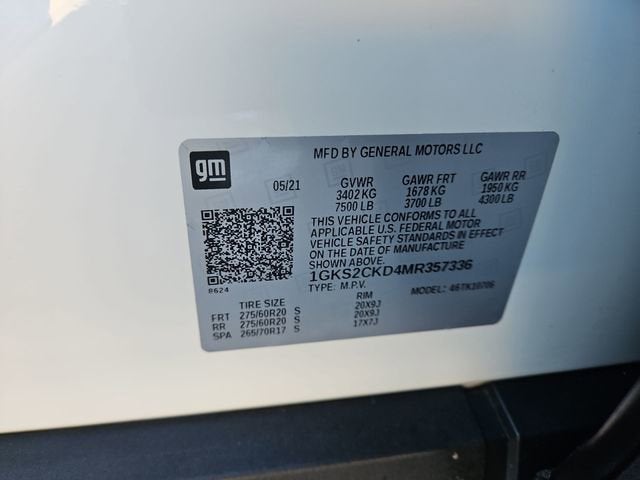 gm
MFD BY GENERAL MOTORS LLC
05/21 GVWR GAWR FRT GAWR RR
3402 KG 1678 KG 1950 KG
7500 LB 3700 LB 4300 LB
THIS VEHICLE CONFORMS TO ALL
APPLICABLE U.S. FEDERAL MOTOR
VEHICLE SAFETY STANDARDS IN EFFECT
ON THE DATE OF MANUFACTURE
SHOWN ABOVE.
1GKS2CKD4MR357336
8624
TYPE: M.P.V. MODEL: 46TK10706
TIRE SIZE RIM
FRT 275/60R20 S 20X9J
RR 275/60R20 S 20X9J
SPA 265/70R17 S 17X7J